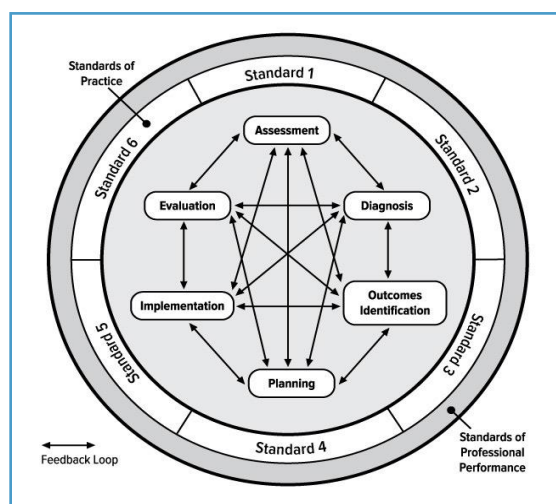 Standards of
Practice
Standard 1
Standard 2
Standard 3
Standard 4
Standard 5
Standard 6
Assessment
Evaluation
Diagnosis
Implementation
Outcomes
Identification
Planning
Feedback Loop
Standards of
Professional
Performance